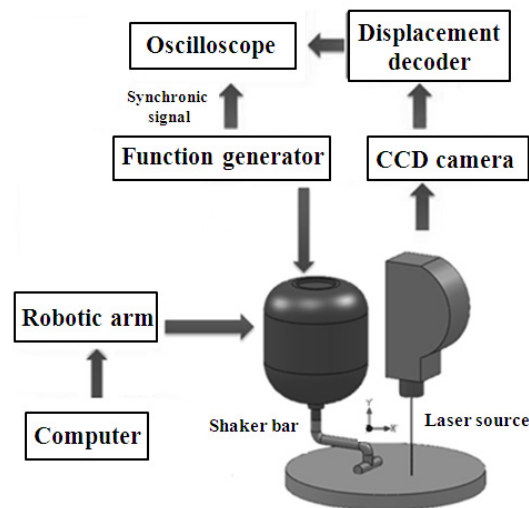 Oscilloscope
Displacement
decoder
Synchronic
signal
Function generator
CCD camera
Robotic arm
Computer
Shaker bar
Y
X
Laser source